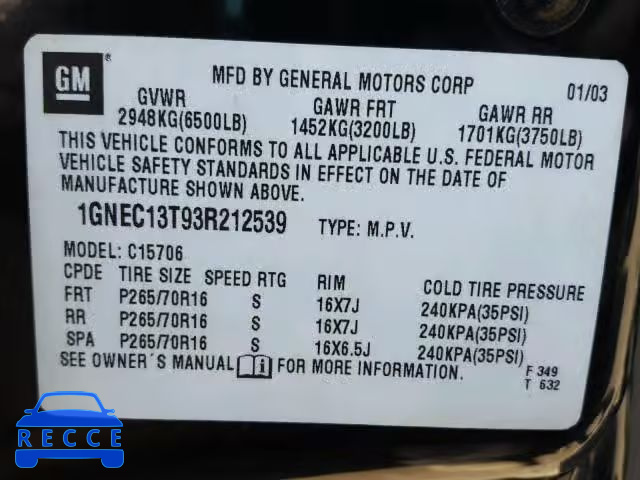 GM
MFD BY GENERAL MOTORS CORP 01/03
GVWR GAWR FRT GAWR RR
2948KG(6500LB) 1452KG(3200LB) 1701KG(3750LB)
THIS VEHICLE CONFORMS TO ALL APPLICABLE U.S. FEDERAL MOTOR
VEHICLE SAFETY STANDARDS IN EFFECT ON THE DATE OF
MANUFACTURE SHOWN ABOVE.
1GNEC13T93R212539 TYPE: M.P.V.
MODEL: C15706
CPDE TIRE SIZE SPEED RTG RIM COLD TIRE PRESSURE
FRT P265/70R16 S 16X7J 240KPA(35PSI)
RR P265/70R16 S 16X7J 240KPA(35PSI)
SPA P265/70R16 S 16X6.5J 240KPA(35PSI)
SEE OWNER´S MANUAL FOR MORE INFORMATION.
F 349
T 632
RECCE